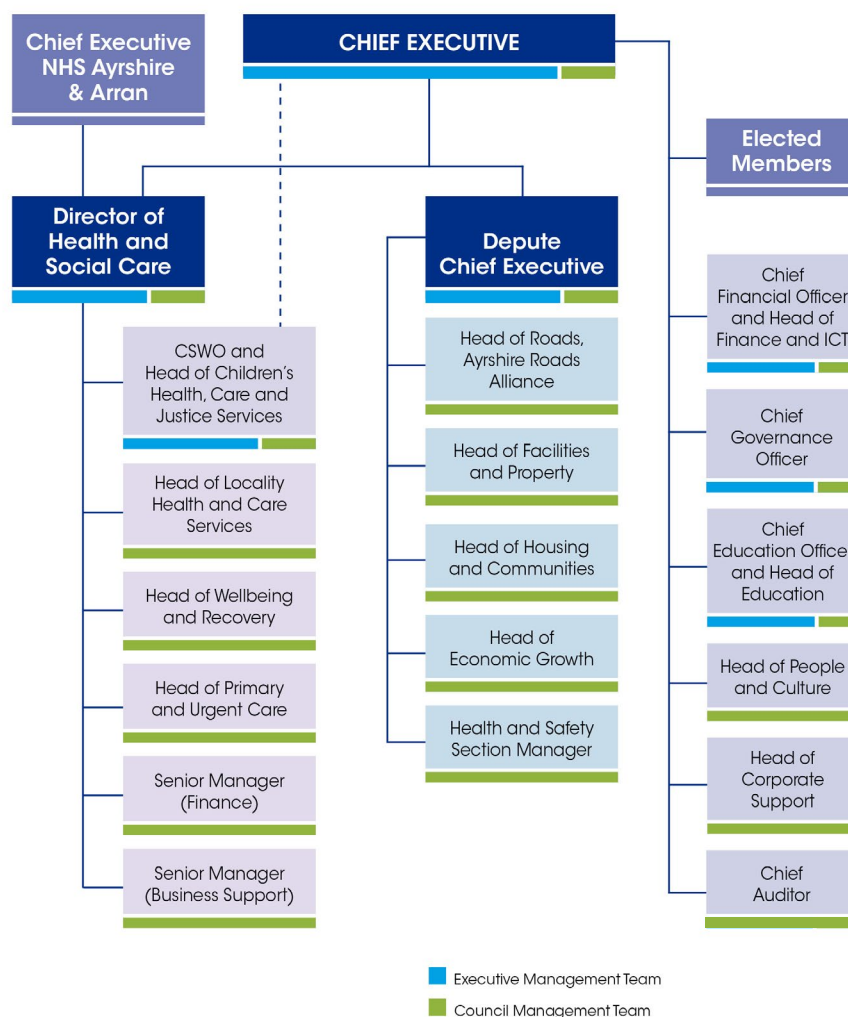 Chief Executive
NHS Ayrshire
& Arran
CHIEF EXECUTIVE
Elected
Members
Director of
Health and
Social Care
Depute
Chief Executive
CSWO and
Head of Children's
Health, Care and
Justice Services
Head of Locality
Health and Care
Services
Head of Wellbeing
and Recovery
Head of Primary
and Urgent Care
Senior Manager
(Finance)
Senior Manager
(Business Support)
Head of Roads,
Ayrshire Roads
Alliance
Head of Facilities
and Property
Head of Housing
and Communities
Head of
Economic Growth
Health and Safety
Section Manager
Chief
Financial Officer
and Head of
Finance and ICT
Chief
Governance
Officer
Chief
Education Office
and Head of
Education
Head of People
and Culture
Head of
Corporate
Support
Chief
Auditor
Executive Management Team
Council Management Team